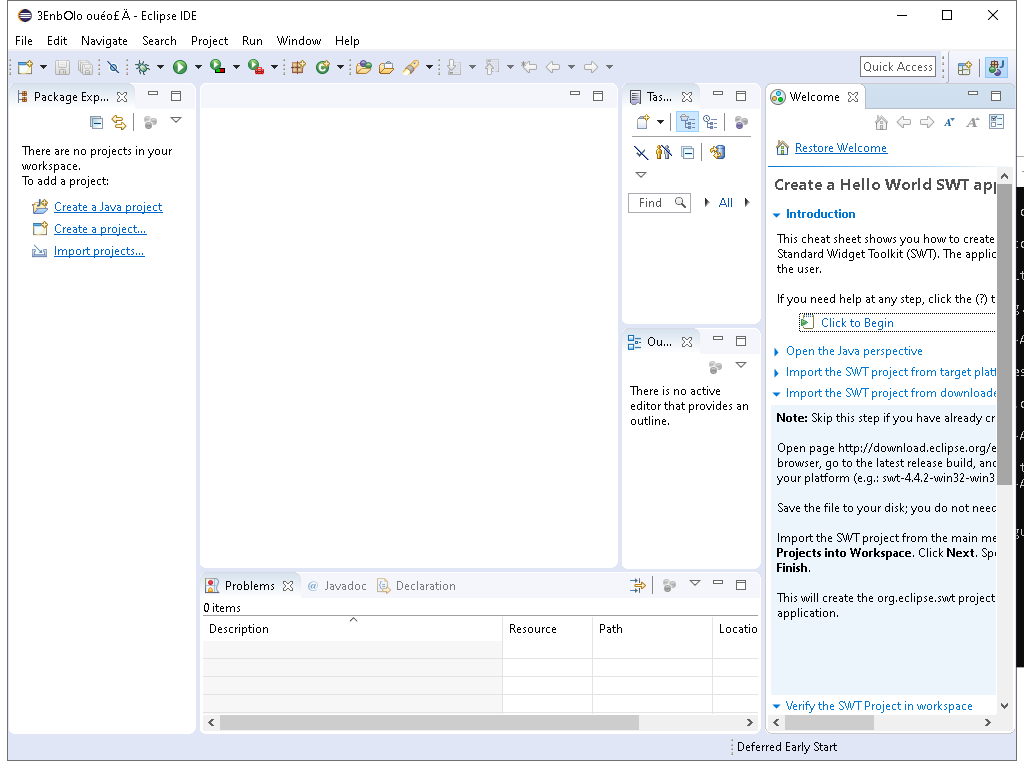 3EnbOlo ouéo£Ä - Eclipse IDE
File Edit Navigate Search Project Run Window Help
Quick Access
Package Exp...
There are no projects in your
workspace.
To add a project:
Create a Java project
Create a project...
Import projects...
Tas...
Find
All
Ou...
There is no active
editor that provides an
outline.
Welcome
Restore Welcome
Create a Hello World SWT app
Introduction
This cheat sheet shows you how to create
Standard Widget Toolkit (SWT). The applic
the user.
If you need help at any step, click the (?) t
Click to Begin
Open the Java perspective
Import the SWT project from target platf
Import the SWT project from downloade
Note: Skip this step if you have already cr
Open page http://download.eclipse.org/e
browser, go to the latest release build, and
your platform (e.g.: swt-4.4.2-win32-win3
Save the file to your disk; you do not need
Import the SWT project from the main me
Projects into Workspace. Click Next. Spe
Finish.
This will create the org.eclipse.swt project
application.
Verify the SWT Project in workspace
Problems @ Javadoc Declaration
0 items
Description Resource Path Locatio
Deferred Early Start